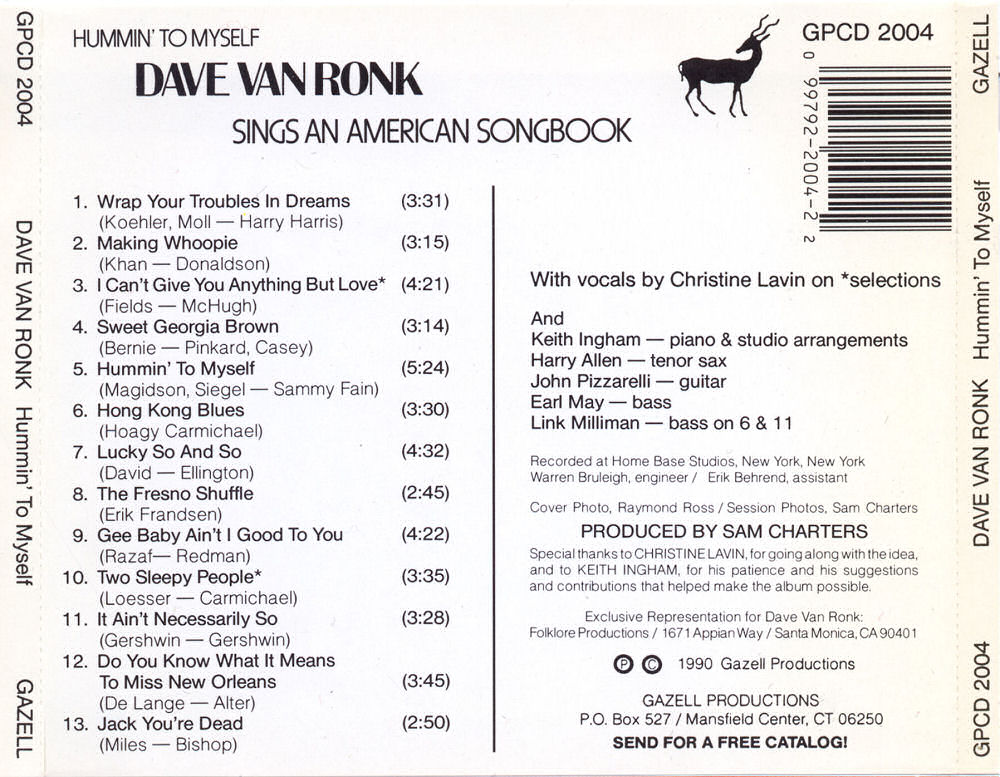 HUMMIN' TO MYSELF
DAVE VAN RONK
SINGS AN AMERICAN SONGBOOK
GPCD 2004
0 99792-2004-2 2
GPCD 2004 DAVE VAN RONK Hummin' To Myself GAZELL
1. Wrap Your Troubles In Dreams (3:31)
(Koehler, Moll — Harry Harris)
2. Making Whoopie (3:15)
(Khan — Donaldson)
3. I Can't Give You Anything But Love* (4:21)
(Fields — McHugh)
4. Sweet Georgia Brown (3:14)
(Bernie — Pinkard, Casey)
5. Hummin' To Myself (5:24)
(Magidson, Siegel — Sammy Fain)
6. Hong Kong Blues (3:30)
(Hoagy Carmichael)
7. Lucky So And So (4:32)
(David — Ellington)
8. The Fresno Shuffle (2:45)
(Erik Frandsen)
9. Gee Baby Ain't I Good To You (4:22)
(Razaf— Redman)
10. Two Sleepy People* (3:35)
(Loesser — Carmichael)
11. It Ain't Necessarily So (3:28)
(Gershwin — Gershwin)
12. Do You Know What It Means
To Miss New Orleans (3:45)
(De Lange — Alter)
13. Jack You're Dead (2:50)
(Miles — Bishop)
With vocals by Christine Lavin on *selections
And
Keith Ingham — piano & studio arrangements
Harry Allen — tenor sax
John Pizzarelli — guitar
Earl May — bass
Link Milliman — bass on 6 & 11
Recorded at Home Base Studios, New York, New York
Warren Bruleigh, engineer / Erik Behrend, assistant
Cover Photo, Raymond Ross / Session Photos, Sam Charters
PRODUCED BY SAM CHARTERS
Special thanks to CHRISTINE LAVIN, for going along with the idea,
and to KEITH INGHAM, for his patience and his suggestions
and contributions that helped make the album possible.
Exclusive Representation for Dave Van Ronk:
Folklore Productions / 1671 Appian Way / Santa Monica, CA 90401
Ⓟ Ⓒ 1990 Gazell Productions
GAZELL PRODUCTIONS
P.O. Box 527 / Mansfield Center, CT 06250
SEND FOR A FREE CATALOG!
GPCD 2004 DAVE VAN RONK Hummin' To Myself GAZELL